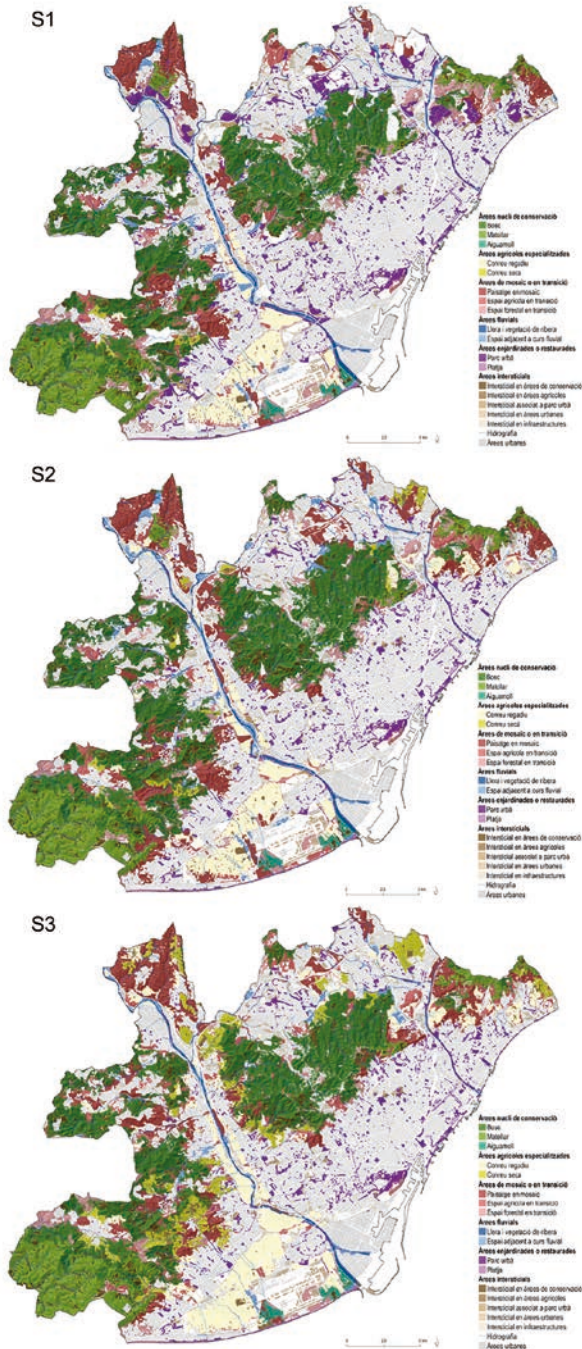 S1
Àrees nucli de conservació
Bosc
Matollar
Aiguamoll
Àrees agrícoles especialitzades
Conreu regadiu
Conreu secà
Àrees de mosaic o en transició
Paisatge en mosaic
Espai agrícola en transició
Espai forestal en transició
Àrees fluvials
Llera i vegetació de ribera
Espai adjacent a curs fluvial
Àrees enjardinades o restaurades
Parc urbà
Platja
Àrees intersticials
Intersticial en àrees de conservació
Intersticial en àrees agrícoles
Intersticial associat a parc urbà
Intersticial en àrees urbanes
Intersticial en infraestructures
Hidrografia
Àrees urbanes
S2
Àrees nucli de conservació
Bosc
Matollar
Aiguamoll
Àrees agrícoles especialitzades
Conreu regadiu
Conreu secà
Àrees de mosaic o en transició
Paisatge en mosaic
Espai agrícola en transició
Espai forestal en transició
Àrees fluvials
Llera i vegetació de ribera
Espai adjacent a curs fluvial
Àrees enjardinades o restaurades
Parc urbà
Platja
Àrees intersticials
Intersticial en àrees de conservació
Intersticial en àrees agrícoles
Intersticial associat a parc urbà
Intersticial en àrees urbanes
Intersticial en infraestructures
Hidrografia
Àrees urbanes
S3
Àrees nucli de conservació
Bosc
Matollar
Aiguamoll
Àrees agrícoles especialitzades
Conreu regadiu
Conreu secà
Àrees de mosaic o en transició
Paisatge en mosaic
Espai agrícola en transició
Espai forestal en transició
Àrees fluvials
Llera i vegetació de ribera
Espai adjacent a curs fluvial
Àrees enjardinades o restaurades
Parc urbà
Platja
Àrees intersticials
Intersticial en àrees de conservació
Intersticial en àrees agrícoles
Intersticial associat a parc urbà
Intersticial en àrees urbanes
Intersticial en infraestructures
Hidrografia
Àrees urbanes